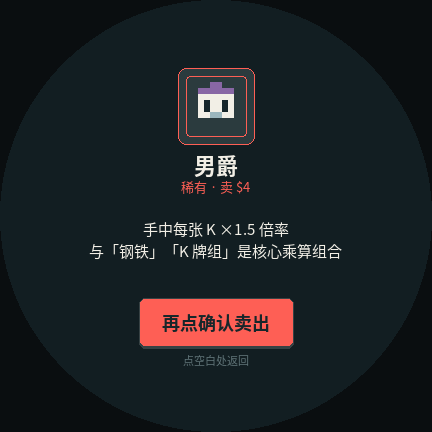 男爵
稀有 · 卖 $4
手中每张 K ×1.5 倍率
与「钢铁」「K 牌组」是核心乘算组合
再点确认卖出
点空白处返回